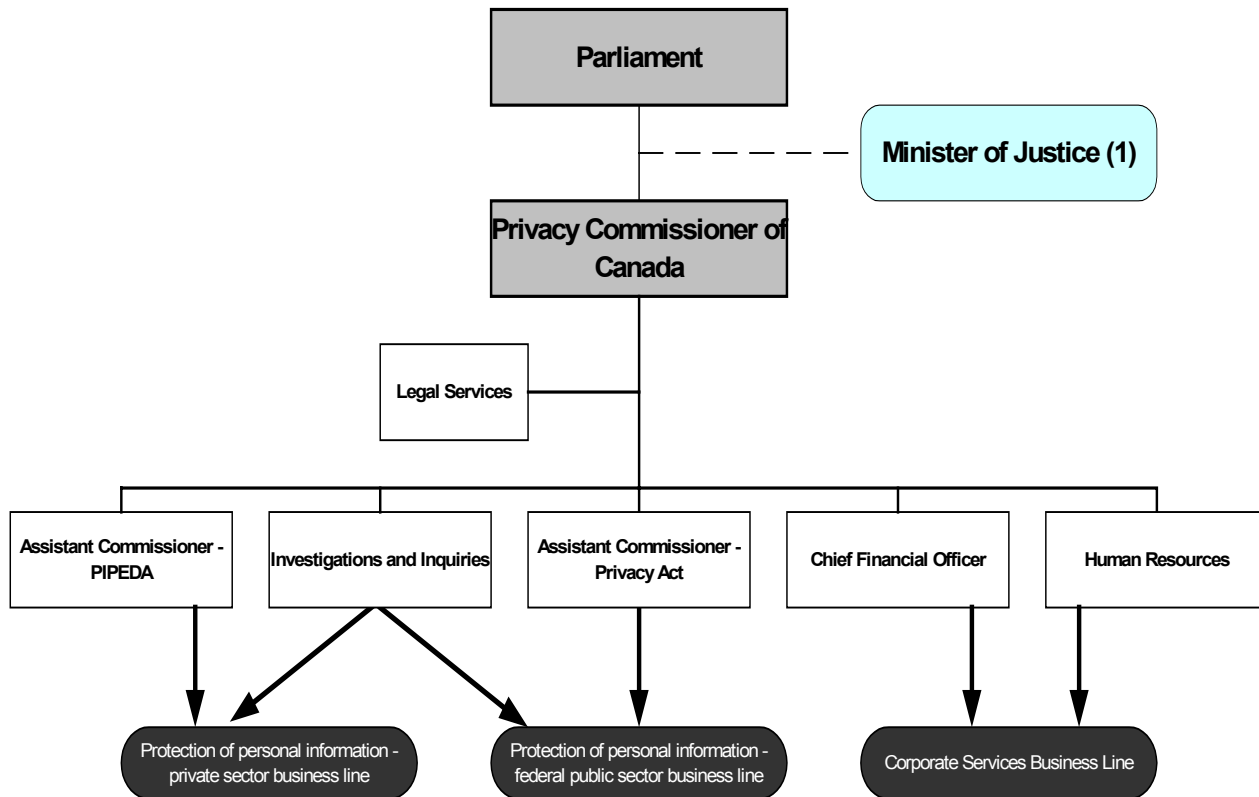 Parliament
Minister of Justice (1)
Privacy Commissioner of
Canada
Legal Services
Assistant Commissioner -
PIPEDA
Investigations and Inquiries
Assistant Commissioner -
Privacy Act
Chief Financial Officer
Human Resources
Protection of personal information -
private sector business line
Protection of personal information -
federal public sector business line
Corporate Services Business Line